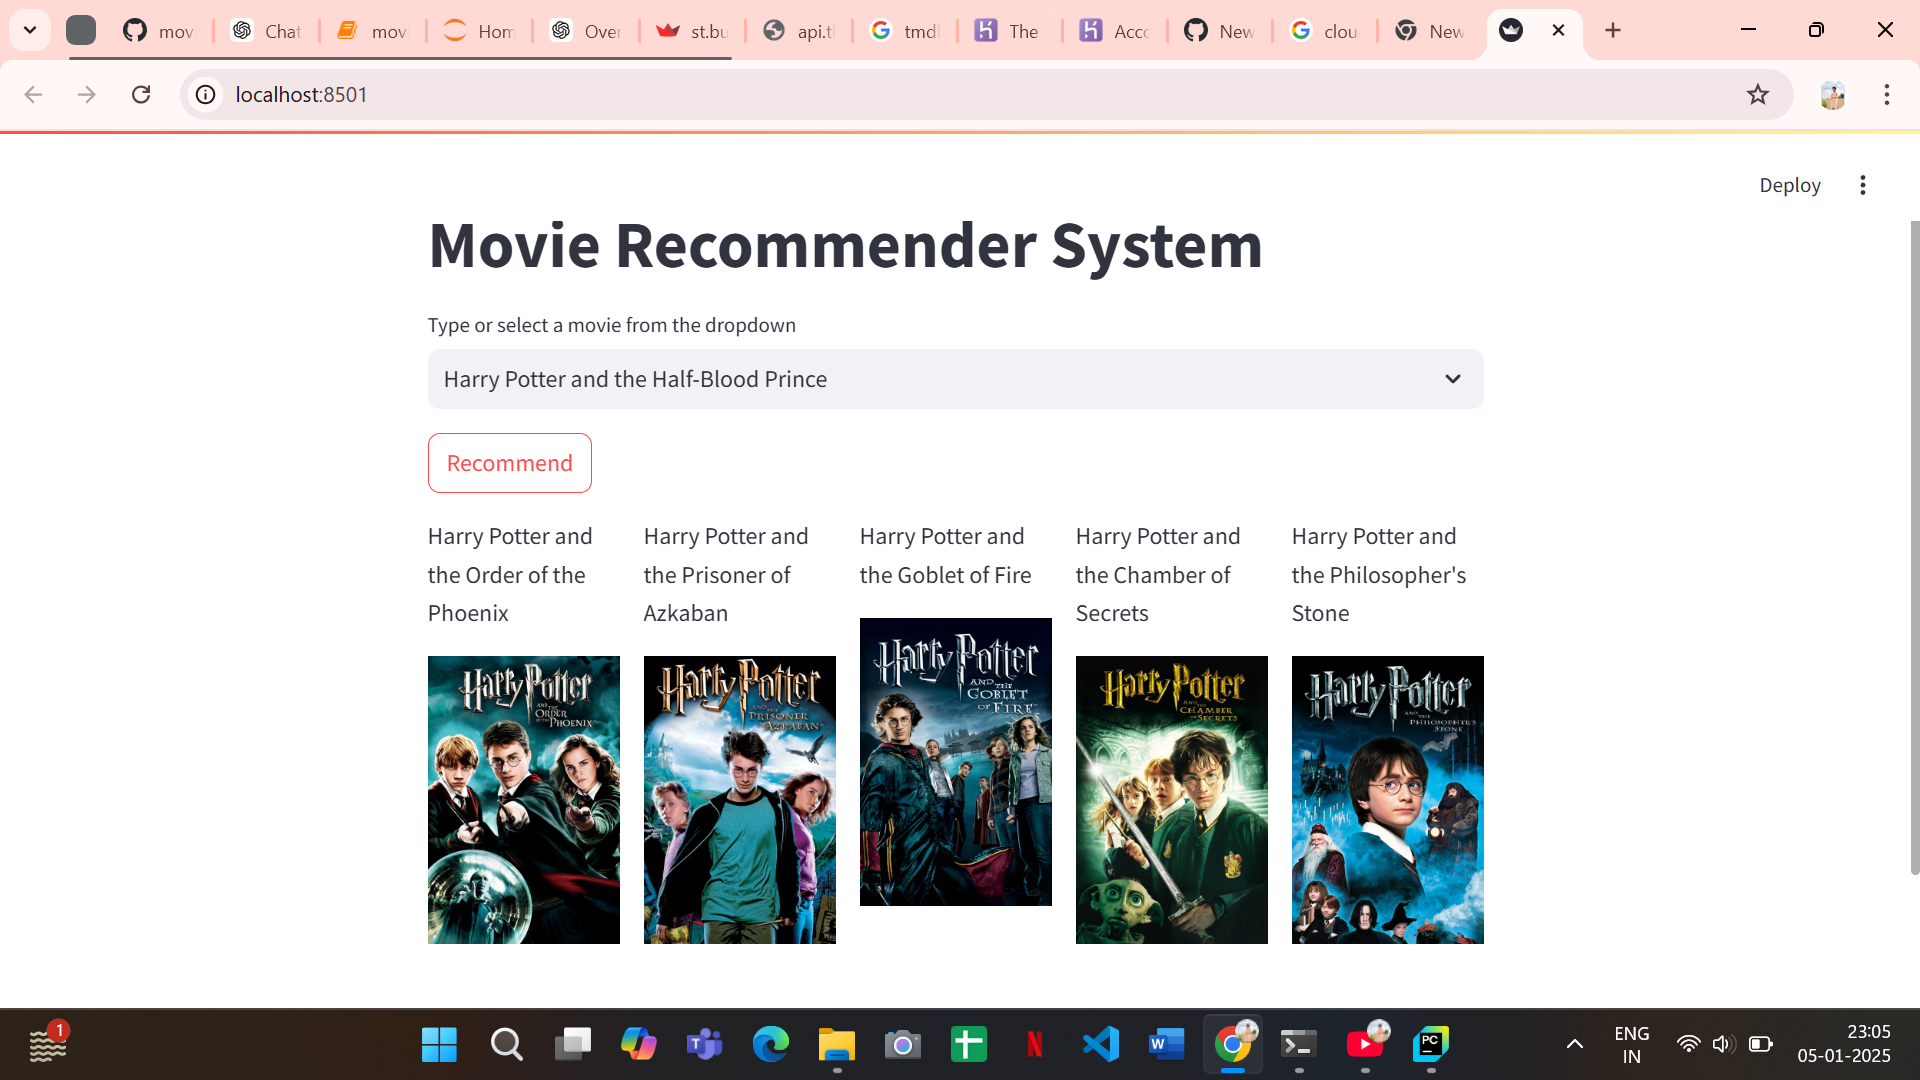 mov
Chat
mov
Hom
Over
st.bu
api.t
tmd
The
Acco
New
clou
New
localhost:8501
Deploy
Movie Recommender System
Type or select a movie from the dropdown
Harry Potter and the Half-Blood Prince
Recommend
Harry Potter and
the Order of the
Phoenix
Harry Potter and
the Prisoner of
Azkaban
Harry Potter and
the Goblet of Fire
Harry Potter and
the Chamber of
Secrets
Harry Potter and
the Philosopher's
Stone
Harry Potter
AND THE
ORDER
OF THE PHOENIX
Harry Potter
AND THE
PRISONER
OF AZKABAN
Harry Potter
AND THE
GOBLET
OF FIRE
Harry Potter
AND THE
CHAMBER
OF SECRETS
Harry Potter
AND THE
PHILOSOPHER'S
STONE
1
T
N
W
PC
ENG
IN
23:05
05-01-2025